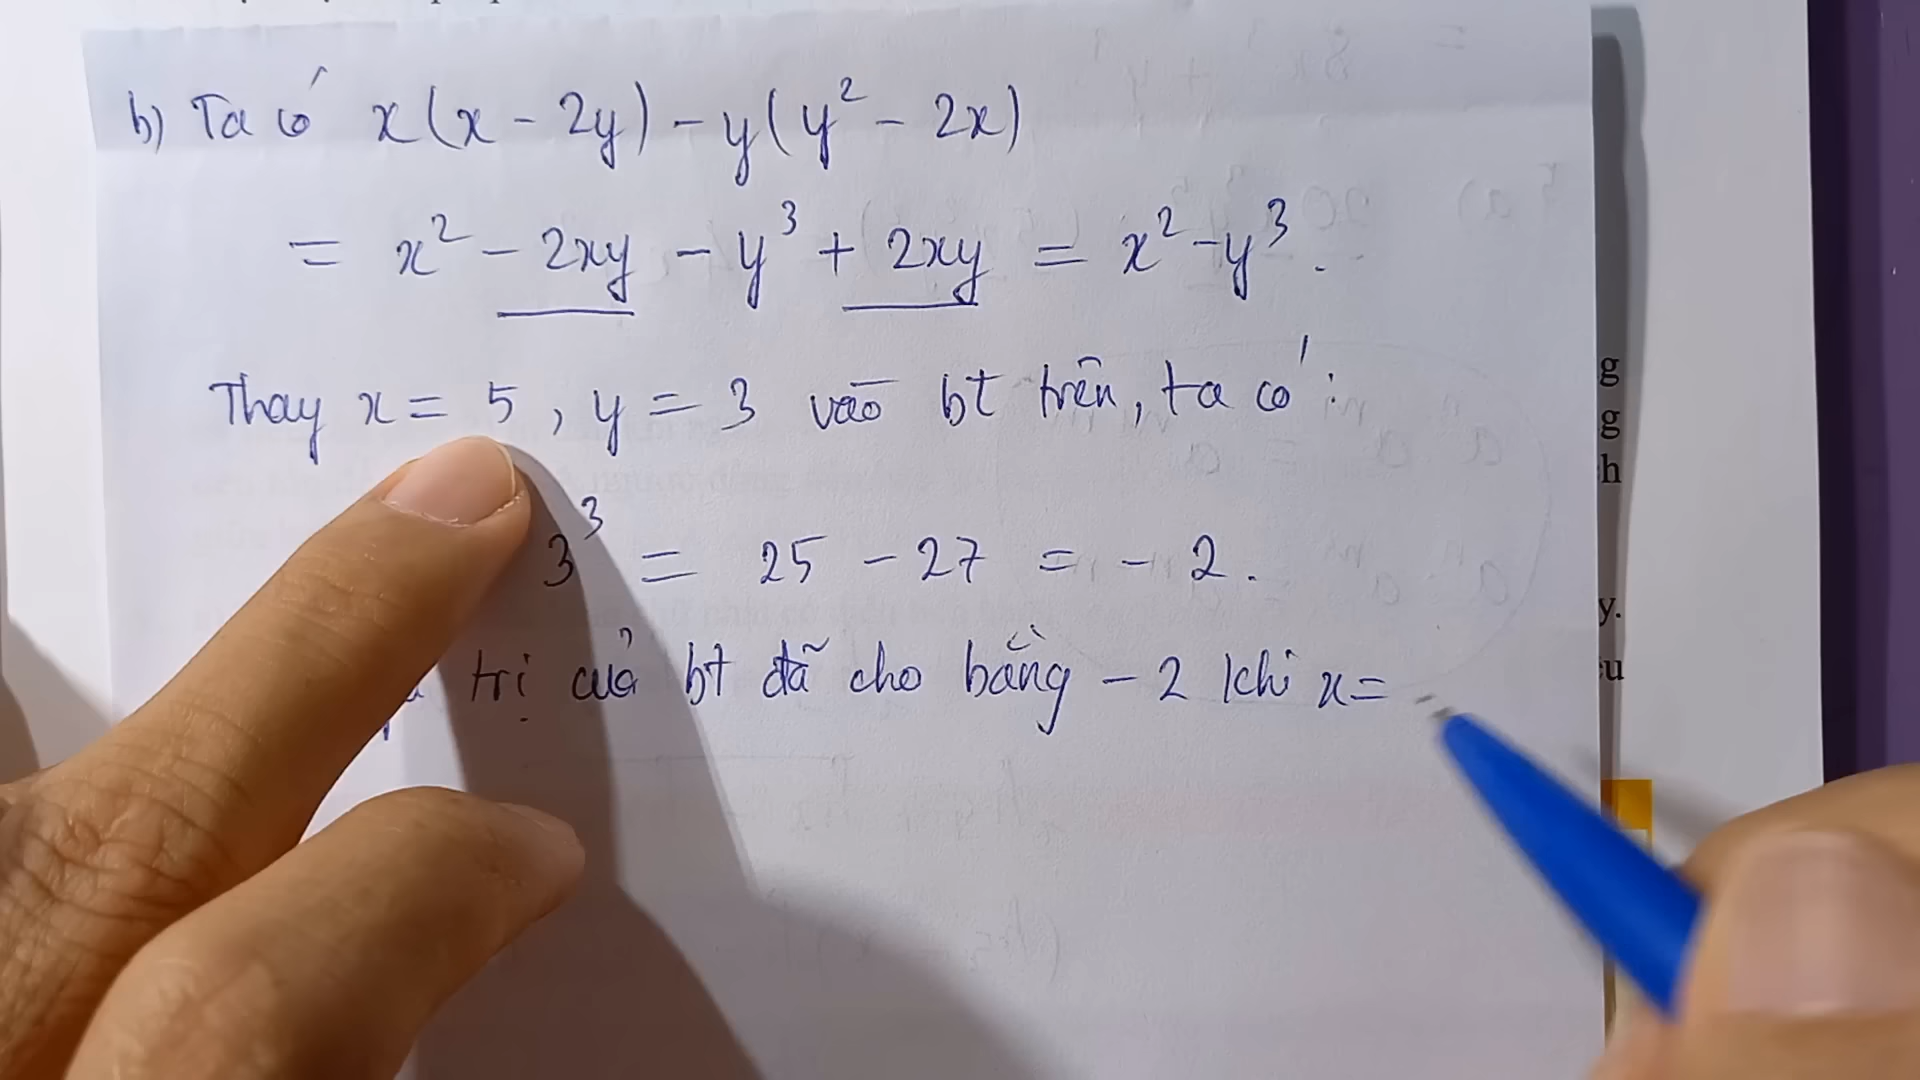 b) Ta có x(x - 2y) - y(y² - 2x)
= x² - 2xy - y³ + 2xy = x² - y³.
Thay x = 5, y = 3 vào bt trên, ta có:
3³ = 25 - 27 = - 2.
trị của bt đã cho bằng - 2 khi x =
g
g
h
y.
u